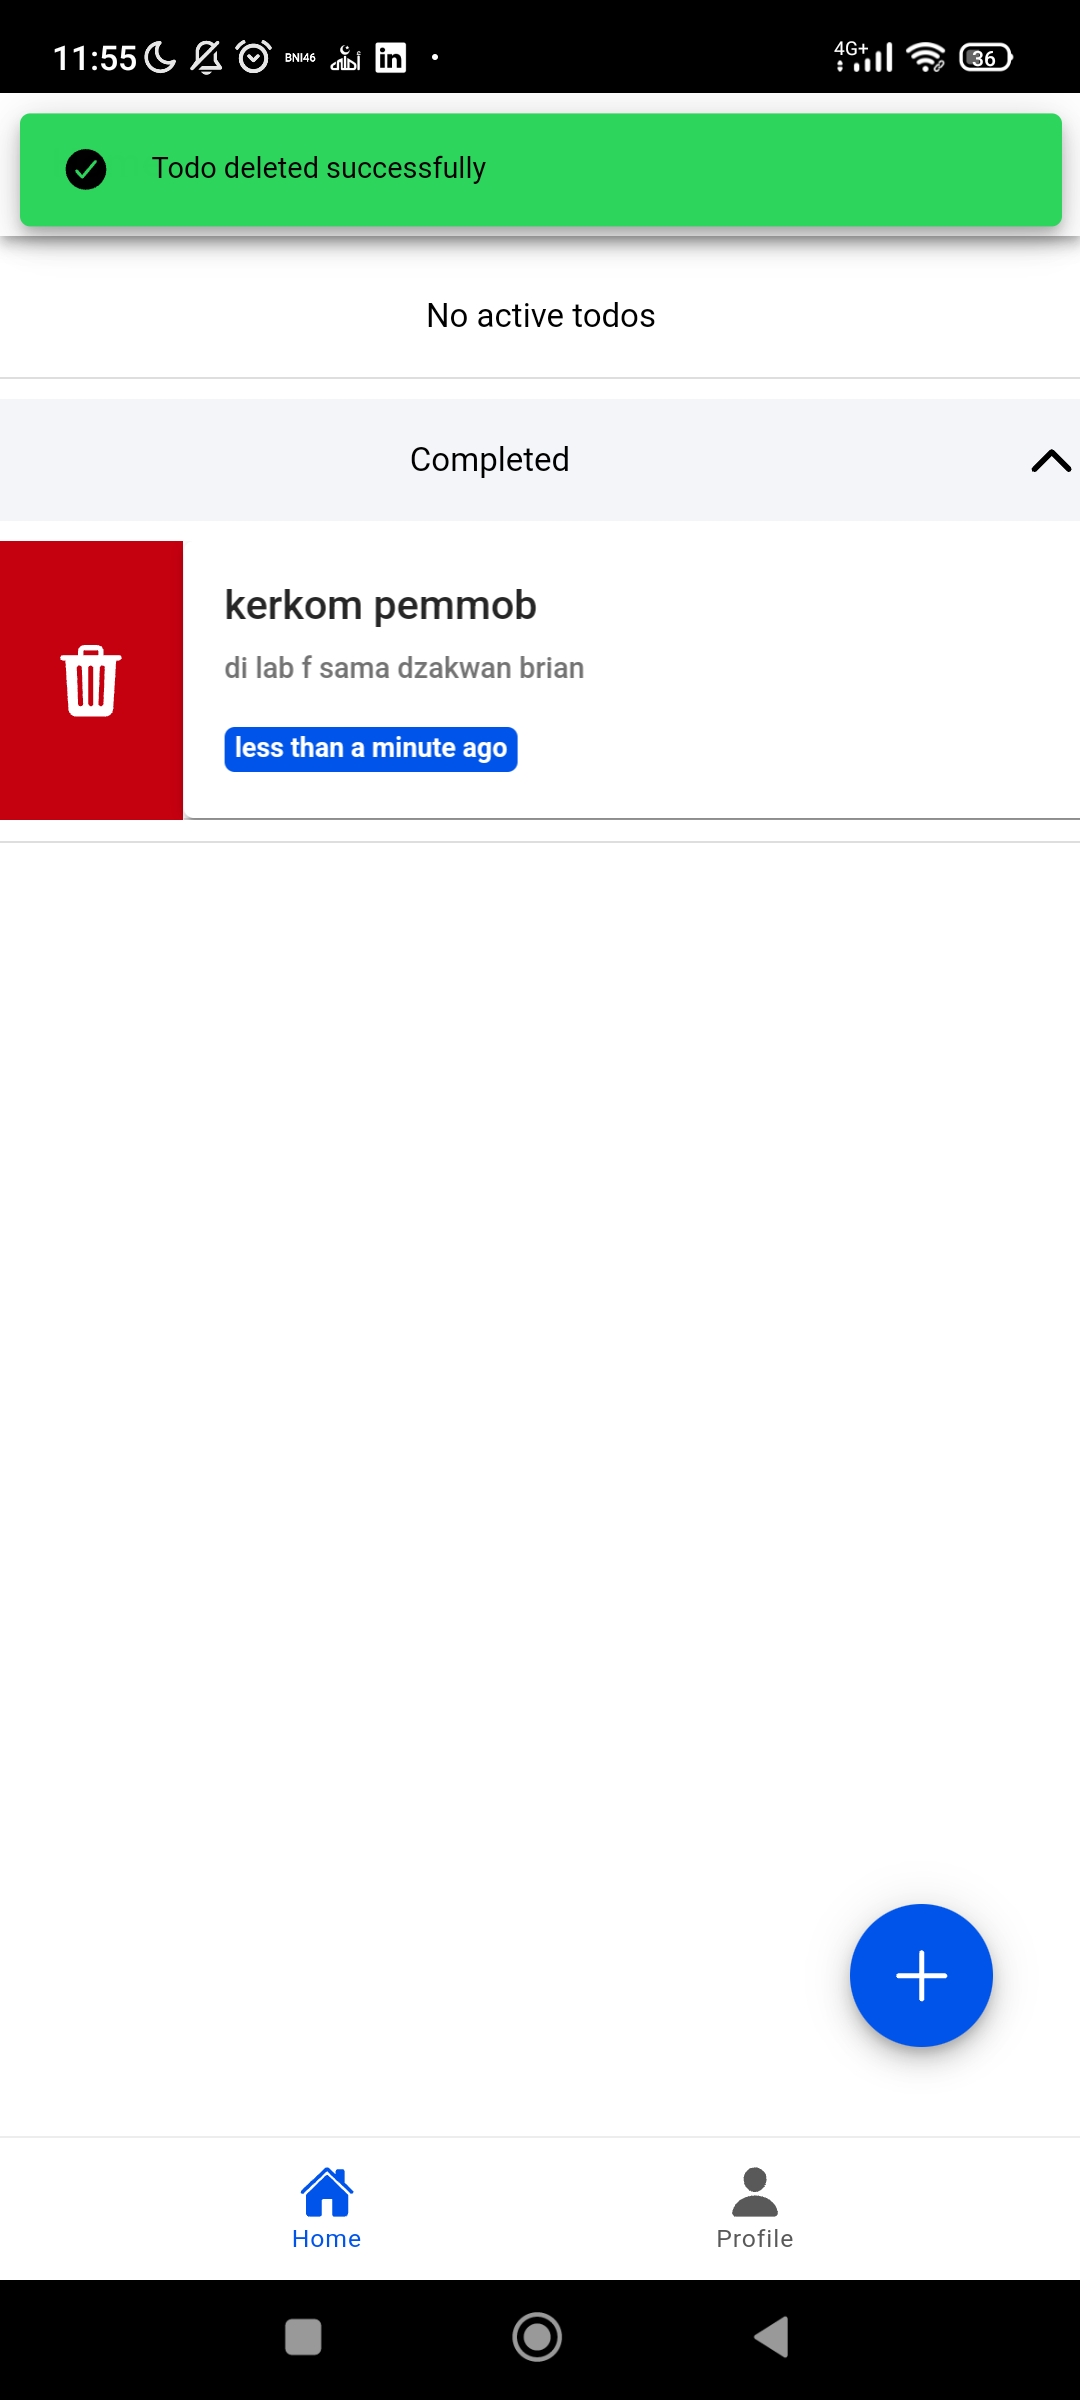 11:55
BNI46
in
4G+
36
Todo deleted successfully
No active todos
Completed
kerkom pemmob
di lab f sama dzakwan brian
less than a minute ago
Home
Profile